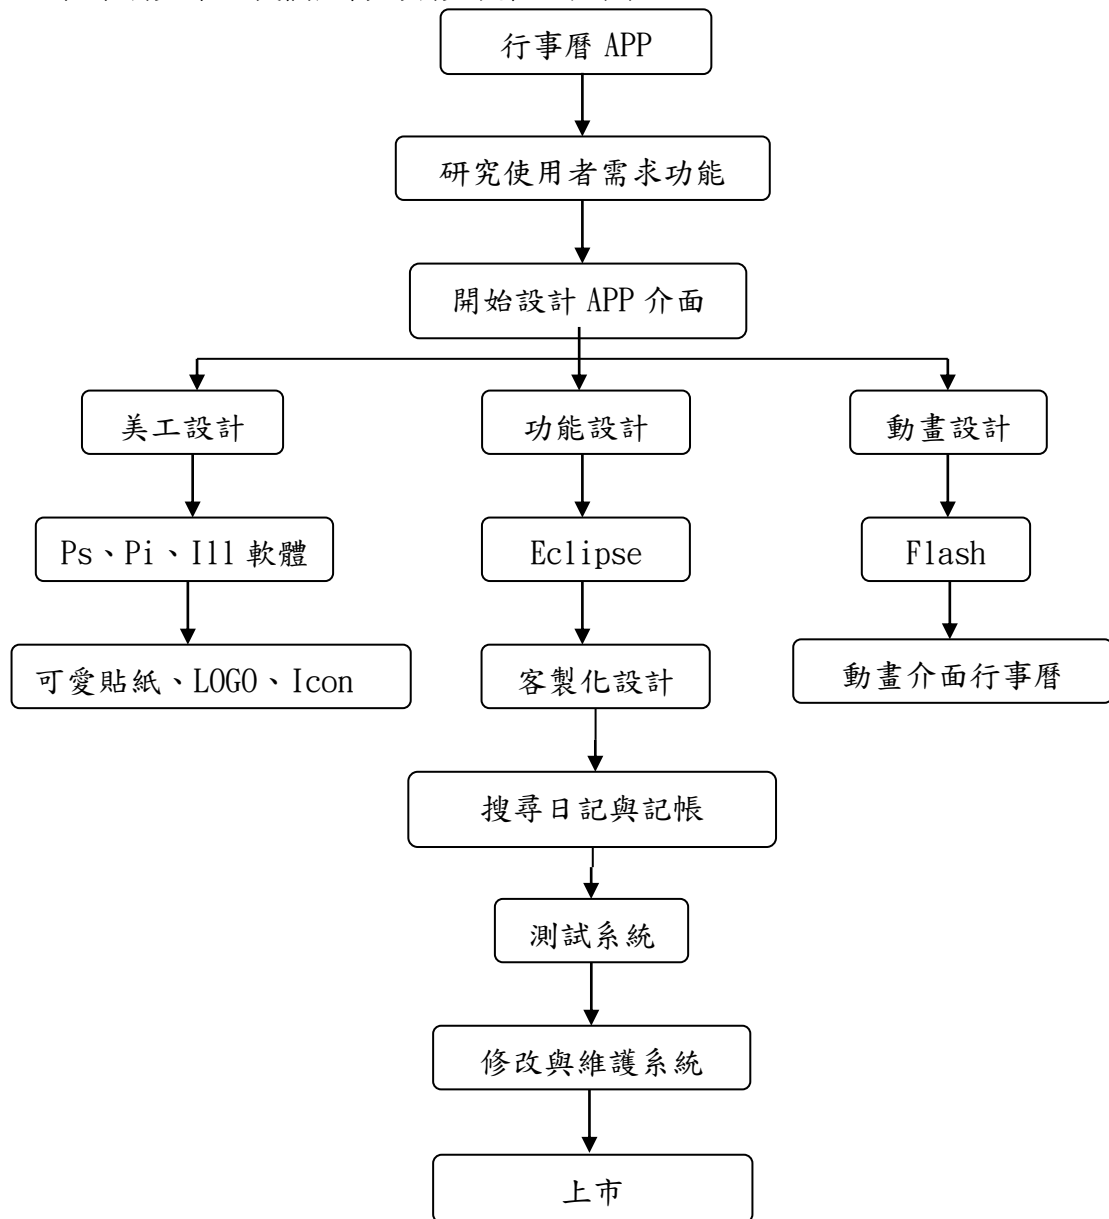 行事曆 APP
研究使用者需求功能
開始設計 APP 介面
美工設計
功能設計
動畫設計
Ps、Pi、Ill 軟體
Eclipse
Flash
可愛貼紙、LOGO、Icon
客製化設計
動畫介面行事曆
搜尋日記與記帳
測試系統
修改與維護系統
上市